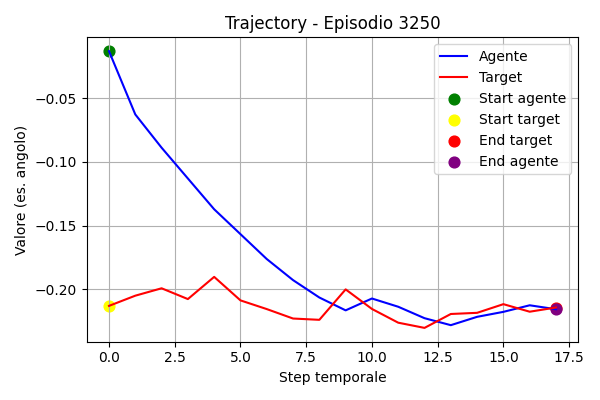 Trajectory - Episodio 3250
Agente
Target
Start agente
Start target
End target
End agente
Valore (es. angolo)
−0.05
−0.10
−0.15
−0.20
0.0 2.5 5.0 7.5 10.0 12.5 15.0 17.5
Step temporale